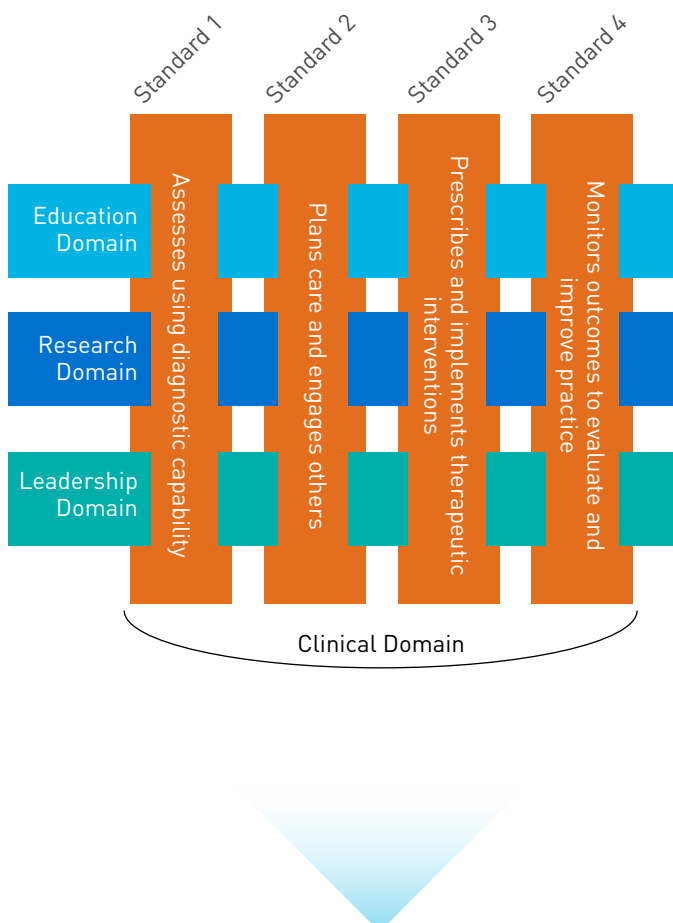 Standard 1
Standard 2
Standard 3
Standard 4
Education
Domain
Research
Domain
Leadership
Domain
Assesses using diagnostic capability
Plans care and engages others
Prescribes and implements therapeutic
interventions
Monitors outcomes to evaluate and
improve practice
Clinical Domain